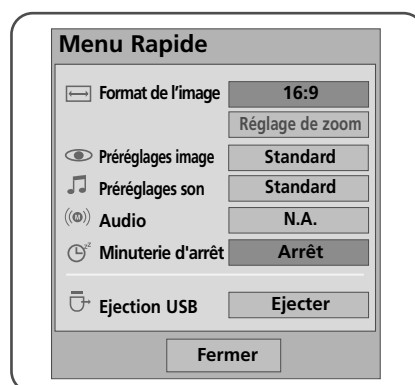 Menu Rapide
Format de l'image 16:9
Réglage de zoom
Préréglages image Standard
Préréglages son Standard
Audio N.A.
Minuterie d'arrêt Arrêt
Ejection USB Ejecter
Fermer